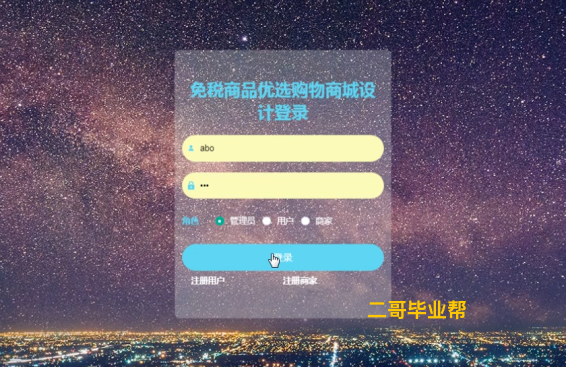 免税商品优选购物商城设
计登录
abo
•••
角色 管理员 用户 商家
登录
注册用户 注册商家
二哥毕业帮